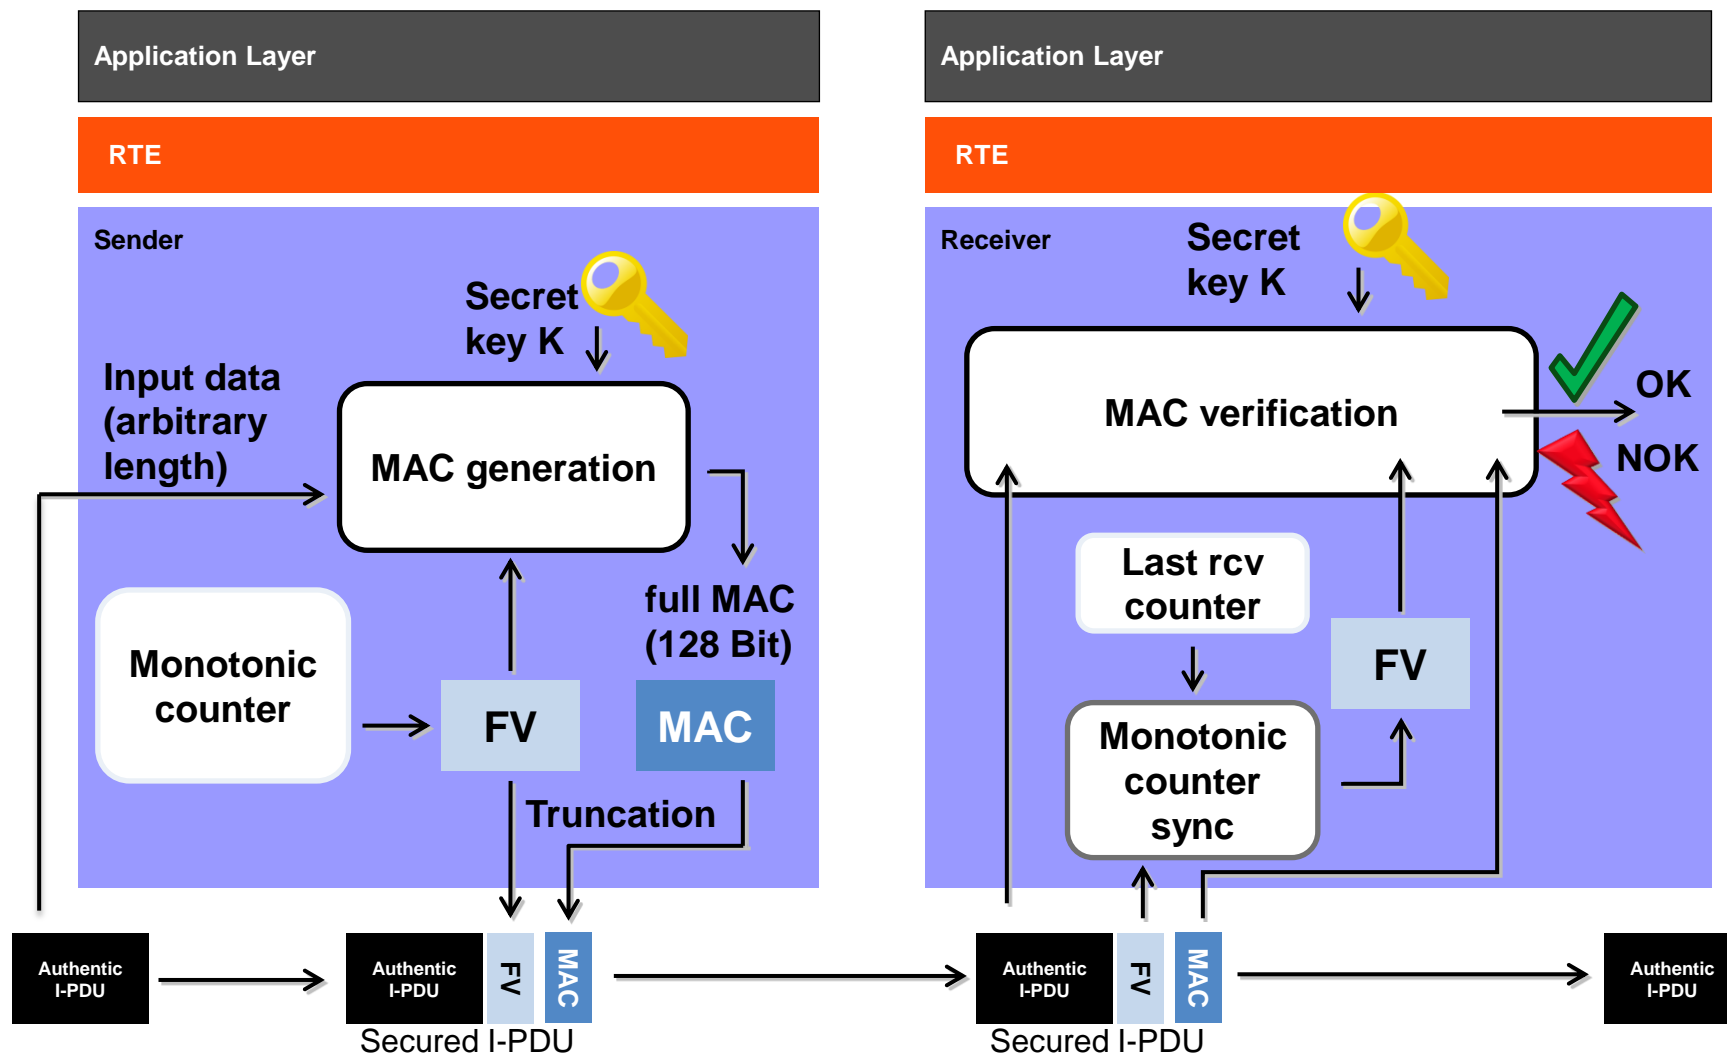 Application Layer
RTE
Sender
Secret
key K
Input data
(arbitrary
length)
MAC generation
full MAC
(128 Bit)
Monotonic
counter
FV
MAC
Truncation
Application Layer
RTE
Receiver
Secret
key K
MAC verification
OK
NOK
Last rcv
counter
FV
Monotonic
counter
sync
Authentic
I-PDU
Authentic
I-PDU
FV
MAC
Secured I-PDU
Authentic
I-PDU
FV
MAC
Secured I-PDU
Authentic
I-PDU